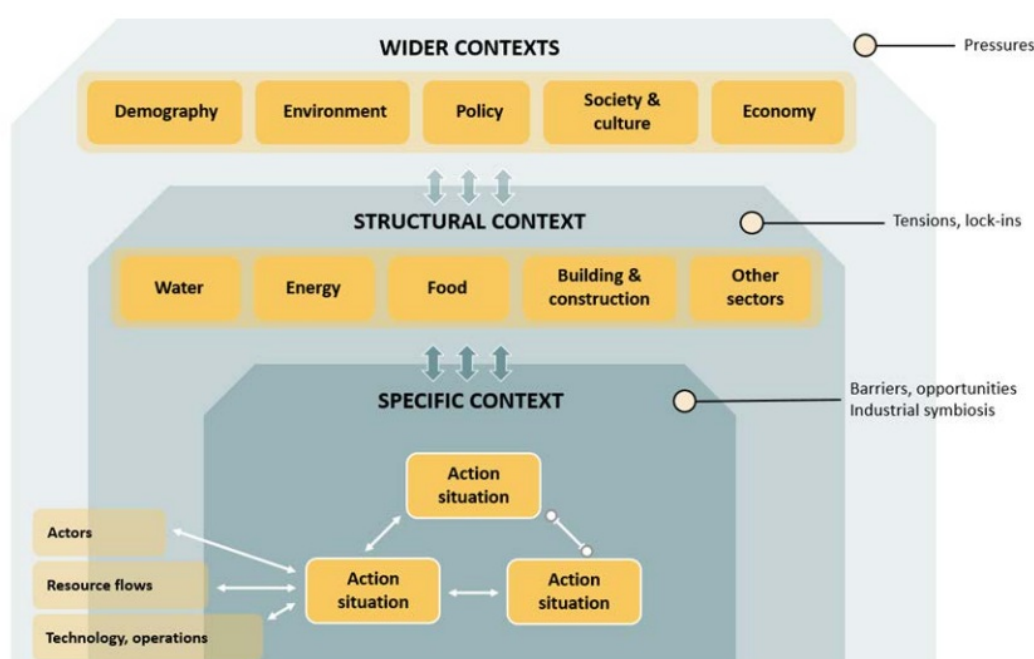 WIDER CONTEXTS
Pressures
Demography
Environment
Policy
Society &
culture
Economy
STRUCTURAL CONTEXT
Tensions, lock-ins
Water
Energy
Food
Building &
construction
Other
sectors
SPECIFIC CONTEXT
Barriers, opportunities
Industrial symbiosis
Action
situation
Actors
Resource flows
Technology, operations
Action
situation
Action
situation